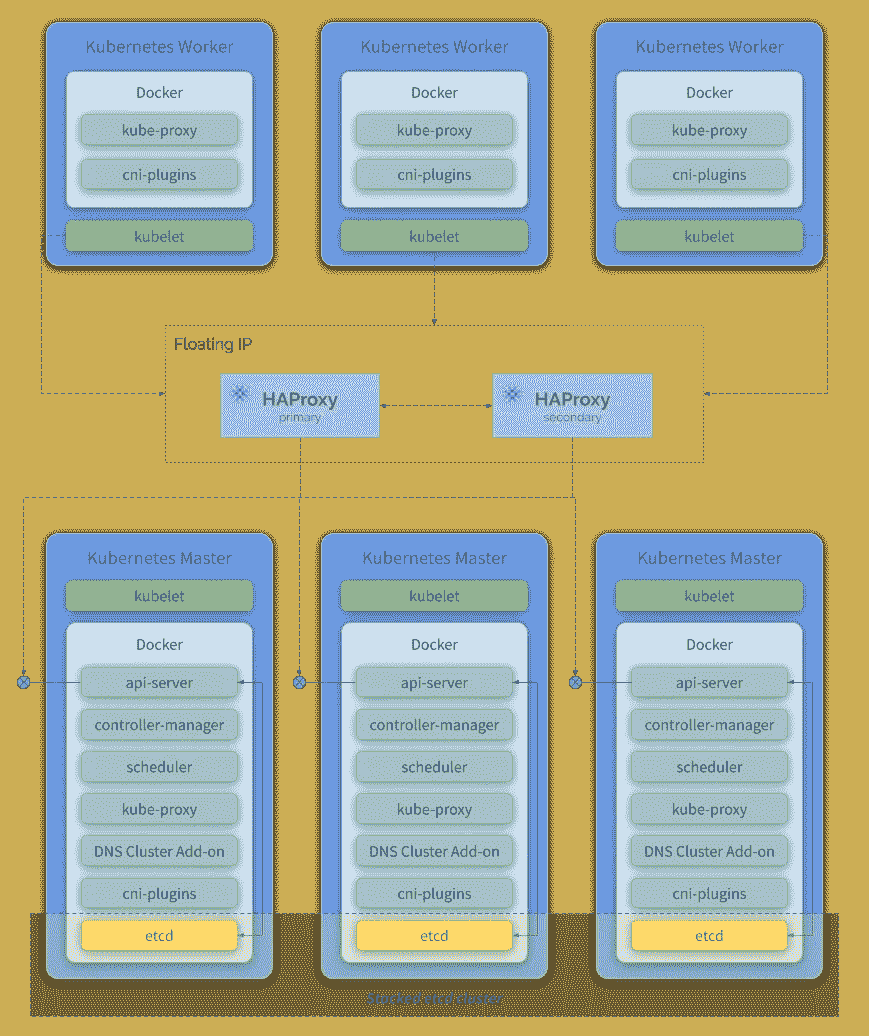 Kubernetes Worker Kubernetes Worker Kubernetes Worker
Docker Docker Docker
kube-proxy kube-proxy kube-proxy
cni-plugins cni-plugins cni-plugins
kubelet kubelet kubelet
Floating IP
HAProxy HAProxy
primary secondary
Kubernetes Master Kubernetes Master Kubernetes Master
kubelet kubelet kubelet
Docker Docker Docker
api-server api-server api-server
controller-manager controller-manager controller-manager
scheduler scheduler scheduler
kube-proxy kube-proxy kube-proxy
DNS Cluster Add-on DNS Cluster Add-on DNS Cluster Add-on
cni-plugins cni-plugins cni-plugins
etcd etcd etcd
Stacked etcd cluster